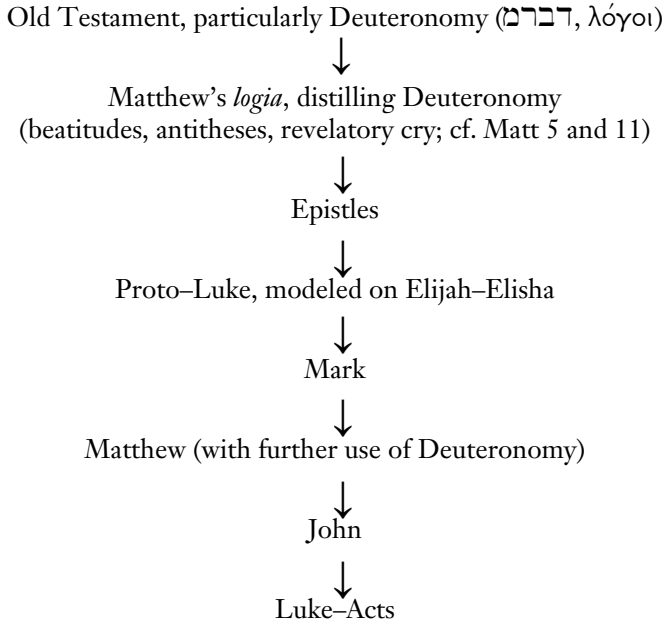 Old Testament, particularly Deuteronomy (דברמ, λόγοι)
↓
Matthew's logia, distilling Deuteronomy
(beatitudes, antitheses, revelatory cry; cf. Matt 5 and 11)
↓
Epistles
↓
Proto–Luke, modeled on Elijah–Elisha
↓
Mark
↓
Matthew (with further use of Deuteronomy)
↓
John
↓
Luke–Acts